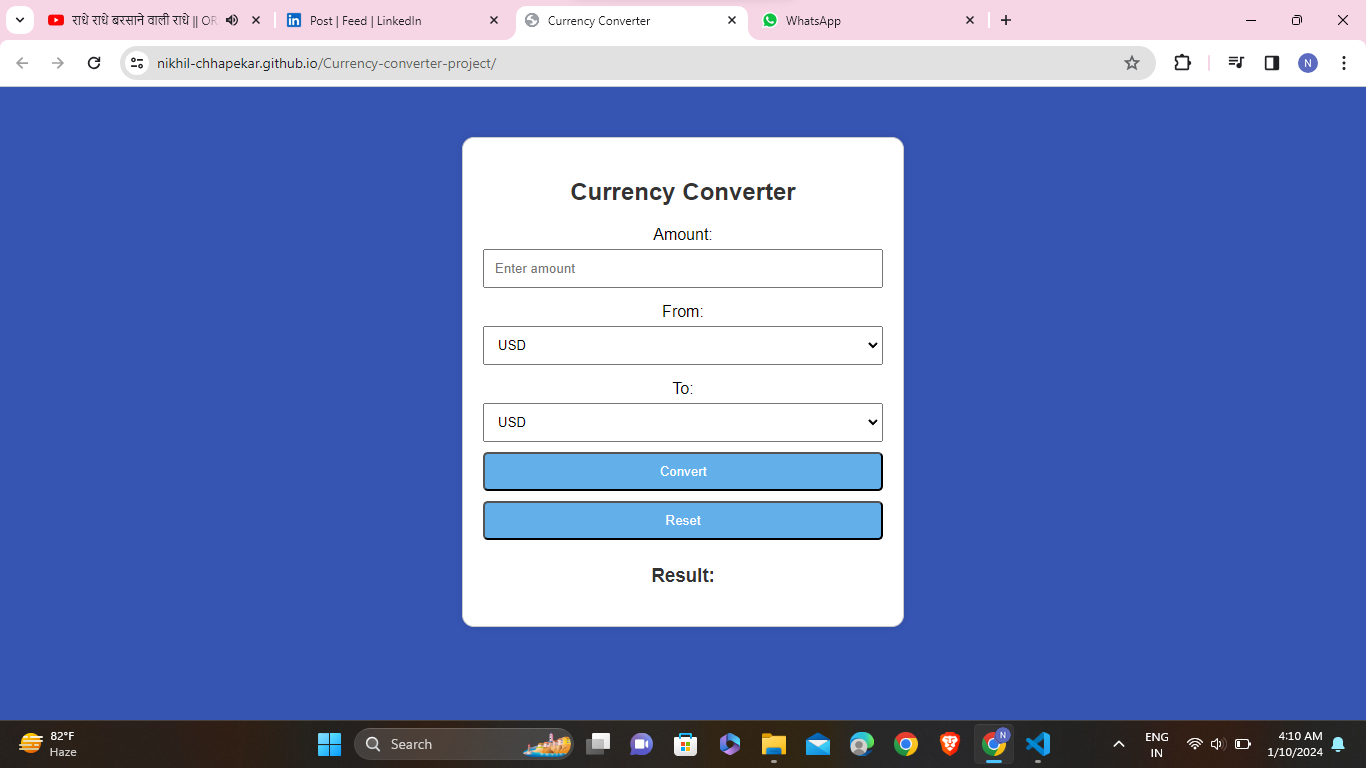 राधे राधे बरसाने वाली राधे || OR
Post | Feed | LinkedIn
Currency Converter
WhatsApp
nikhil-chhapekar.github.io/Currency-converter-project/
N
Currency Converter
Amount:
Enter amount
From:
USD
To:
USD
Convert
Reset
Result:
82°F
Haze
Search
N
ENG
IN
4:10 AM
1/10/2024